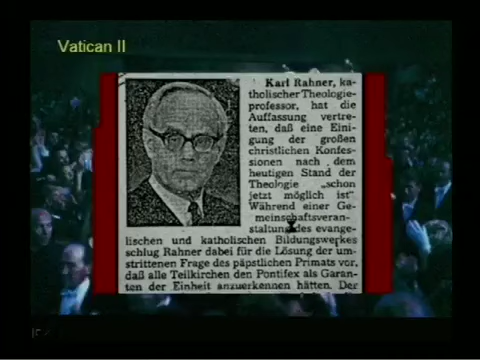 Vatican II
Karl Rahner, ka-
tholischer Theologie-
professor, hat die
Auffassung vertre-
ten, daß eine Eini-
gung der großen
christlichen Konfes-
sionen nach dem
heutigen Stand der
Theologie „schon
jetzt möglich ist“
Während einer Ge-
meinschaftsveran-
staltung des evange-
lischen und katholischen Bildungswerkes
schlug Rahner dabei für die Lösung der um-
strittenen Frage des päpstlichen Primats vor,
daß alle Teilkirchen den Pontifex als Garan-
ten der Einheit anzuerkennen hätten. Der